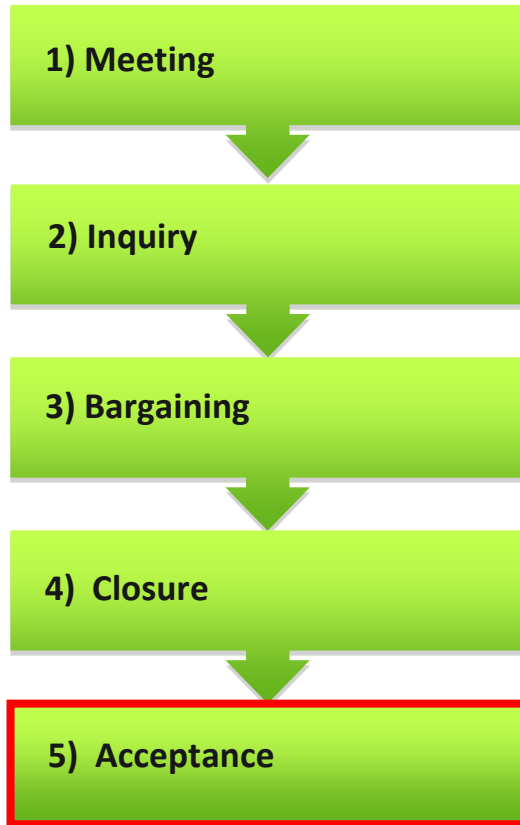 1) Meeting
2) Inquiry
3) Bargaining
4) Closure
5) Acceptance